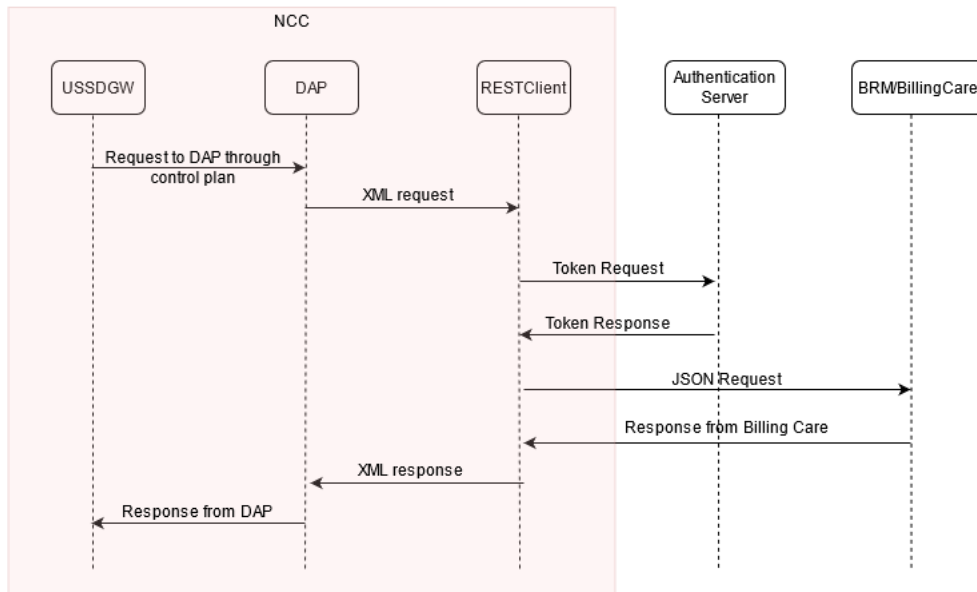 NCC
USSDGW
DAP
RESTClient
Authentication
Server
BRM/BillingCare
Request to DAP through
control plan
XML request
Token Request
Token Response
JSON Request
Response from Billing Care
XML response
Response from DAP